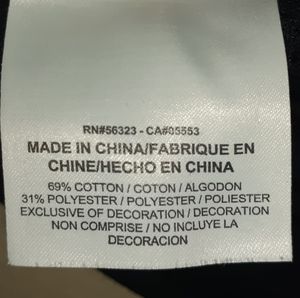 RN#56323 - CA#05553
MADE IN CHINA/FABRIQUE EN
CHINE/HECHO EN CHINA
69% COTTON / COTON / ALGODON
31% POLYESTER / POLYESTER / POLIESTER
EXCLUSIVE OF DECORATION / DECORATION
NON COMPRISE / NO INCLUYE LA
DECORACION